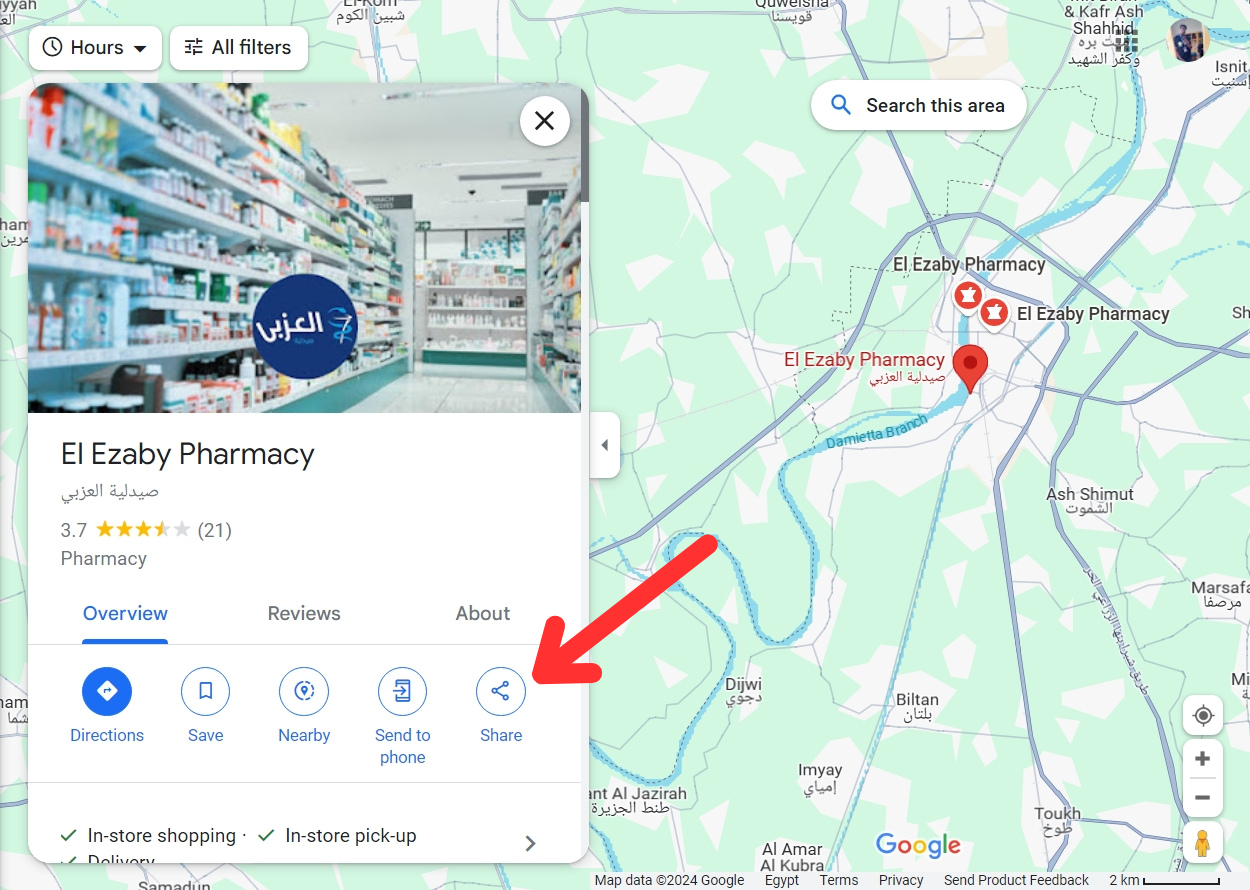 El-Kom
شبين الكوم
Quweisna
قويسنا
& Kafr Ash
Shahhid
وكفر الشهيد
Isnit
إسنيت
Hours
All filters
Search this area
العزبي
صيدلية
El Ezaby Pharmacy
El Ezaby Pharmacy
El Ezaby Pharmacy
صيدلية العزبي
Damietta Branch
El Ezaby Pharmacy
صيدلية العزبي
3.7 (21)
Pharmacy
Overview
Reviews
About
Directions
Save
Nearby
Send to
phone
Share
In-store shopping ·
In-store pick-up
Delivery
Ash Shimut
الشموت
Marsafa
مرصفا
Dijwi
دجوي
Biltan
بلتان
Imyay
إمياي
ant Al Jazirah
طنط الجزيرة
Toukh
طوخ
Al Amar
Al Kubra
Samadun
Google
Map data ©2024 Google
Egypt
Terms
Privacy
Send Product Feedback
2 km